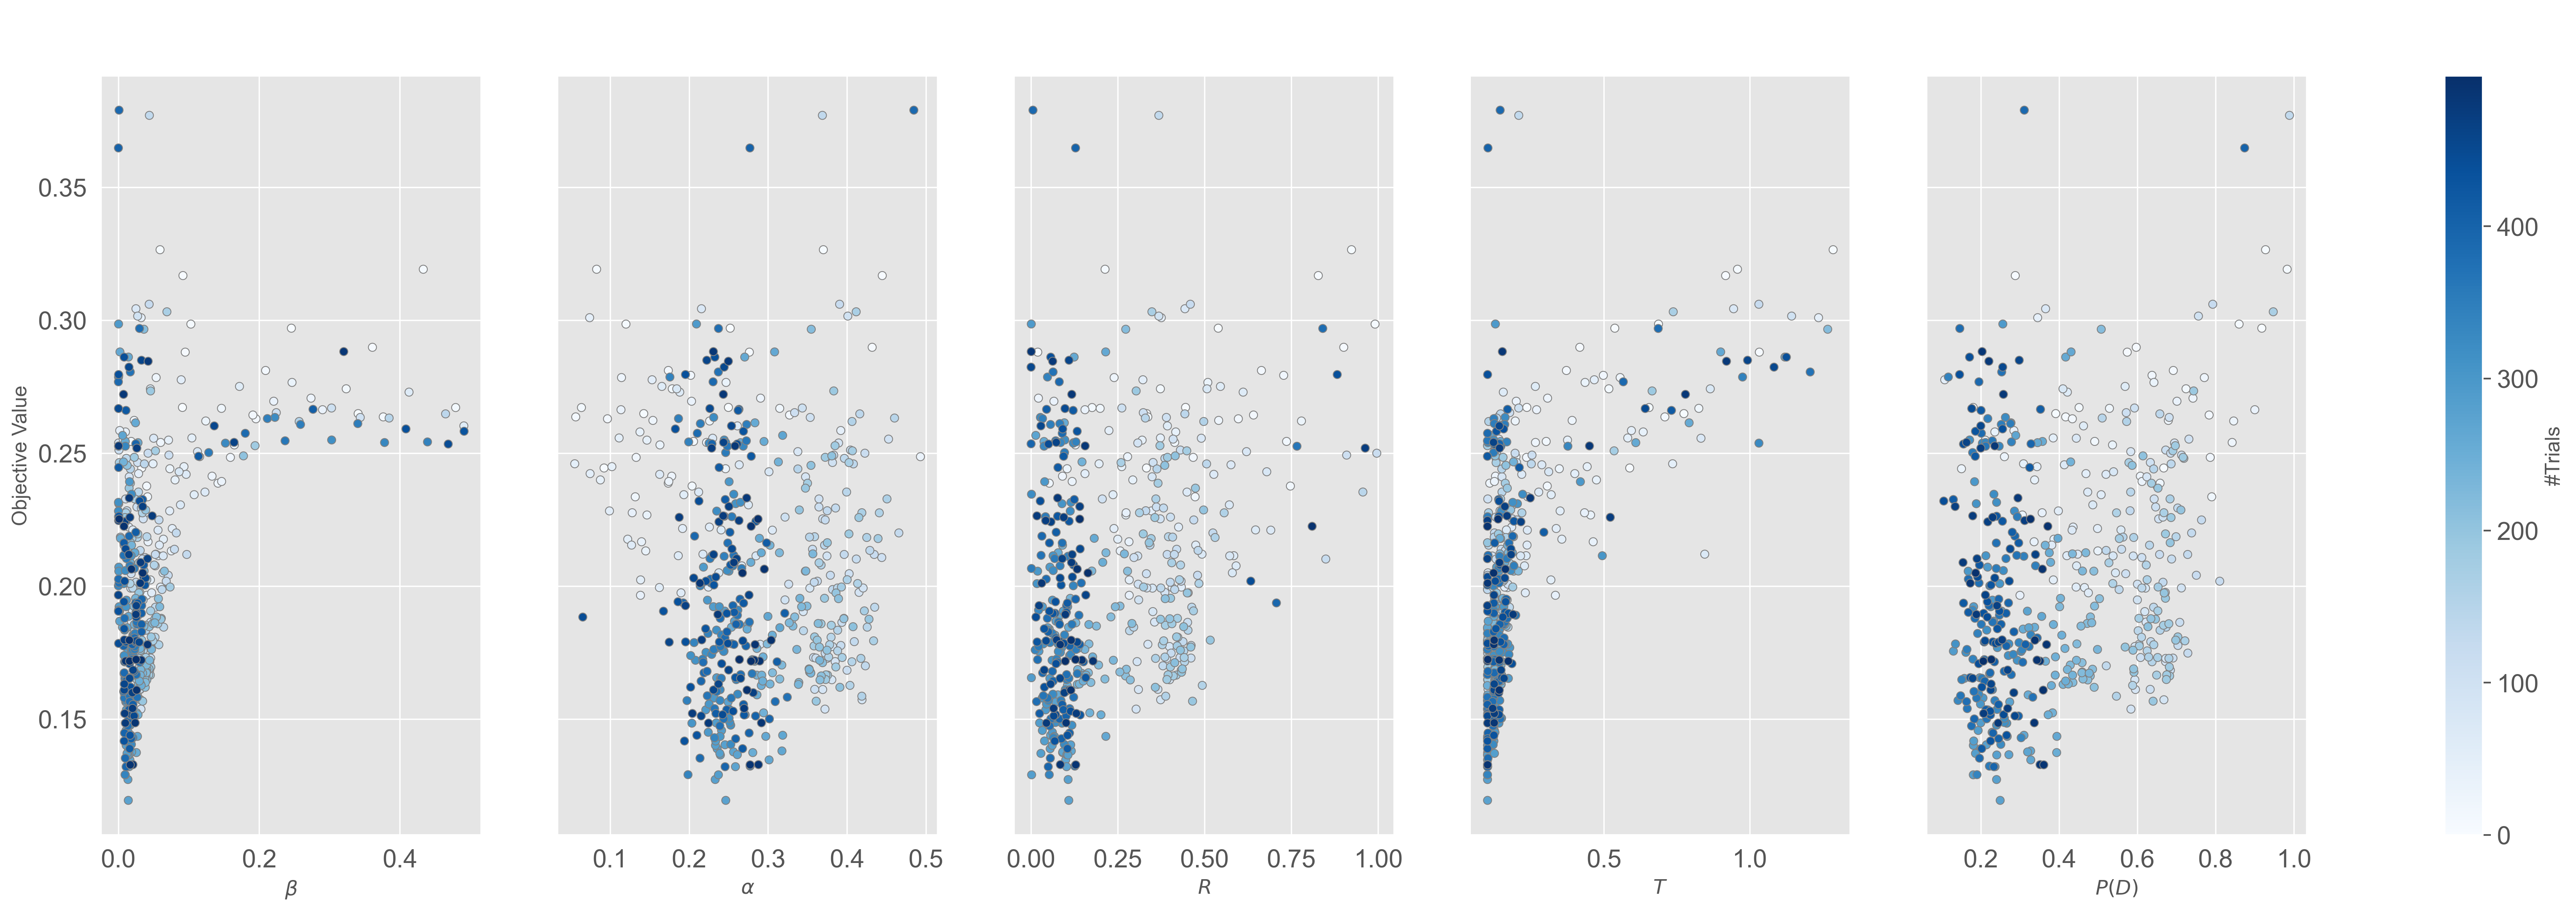 Objective Value
0.35
0.30
0.25
0.20
0.15
0.0 0.2 0.4
β
0.1 0.2 0.3 0.4 0.5
α
0.00 0.25 0.50 0.75 1.00
R
0.5 1.0
T
0.2 0.4 0.6 0.8 1.0
P(D)
400
300
200
100
0
#Trials